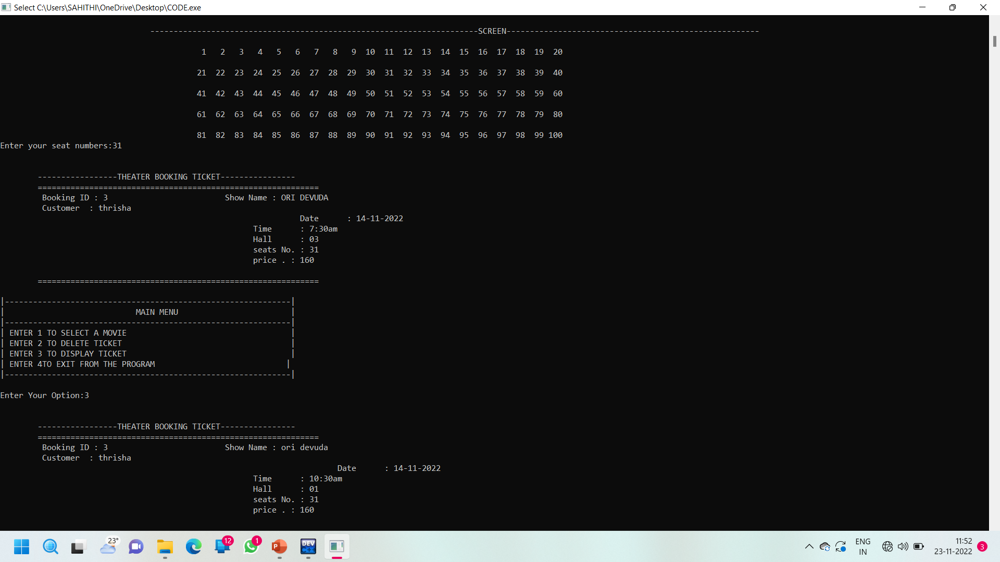 Select C:\Users\SAHITHI\OneDrive\Desktop\CODE.exe
----------------------------------------------------------------------SCREEN------------------------------------------------------
1 2 3 4 5 6 7 8 9 10 11 12 13 14 15 16 17 18 19 20
21 22 23 24 25 26 27 28 29 30 31 32 33 34 35 36 37 38 39 40
41 42 43 44 45 46 47 48 49 50 51 52 53 54 55 56 57 58 59 60
61 62 63 64 65 66 67 68 69 70 71 72 73 74 75 76 77 78 79 80
81 82 83 84 85 86 87 88 89 90 91 92 93 94 95 96 97 98 99 100
Enter your seat numbers:31
-----------------THEATER BOOKING TICKET----------------
============================================================
Booking ID : 3 Show Name : ORI DEVUDA
Customer : thrisha
Date : 14-11-2022
Time : 7:30am
Hall : 03
seats No. : 31
price . : 160
============================================================
|-------------------------------------------------------------|
| MAIN MENU |
|-------------------------------------------------------------|
| ENTER 1 TO SELECT A MOVIE |
| ENTER 2 TO DELETE TICKET |
| ENTER 3 TO DISPLAY TICKET |
| ENTER 4TO EXIT FROM THE PROGRAM |
|-------------------------------------------------------------|
Enter Your Option:3
-----------------THEATER BOOKING TICKET----------------
============================================================
Booking ID : 3 Show Name : ori devuda
Customer : thrisha
Date : 14-11-2022
Time : 10:30am
Hall : 01
seats No. : 31
price . : 160
23°
12
1
P
DEV
C++
ENG
IN
11:52
23-11-2022
3